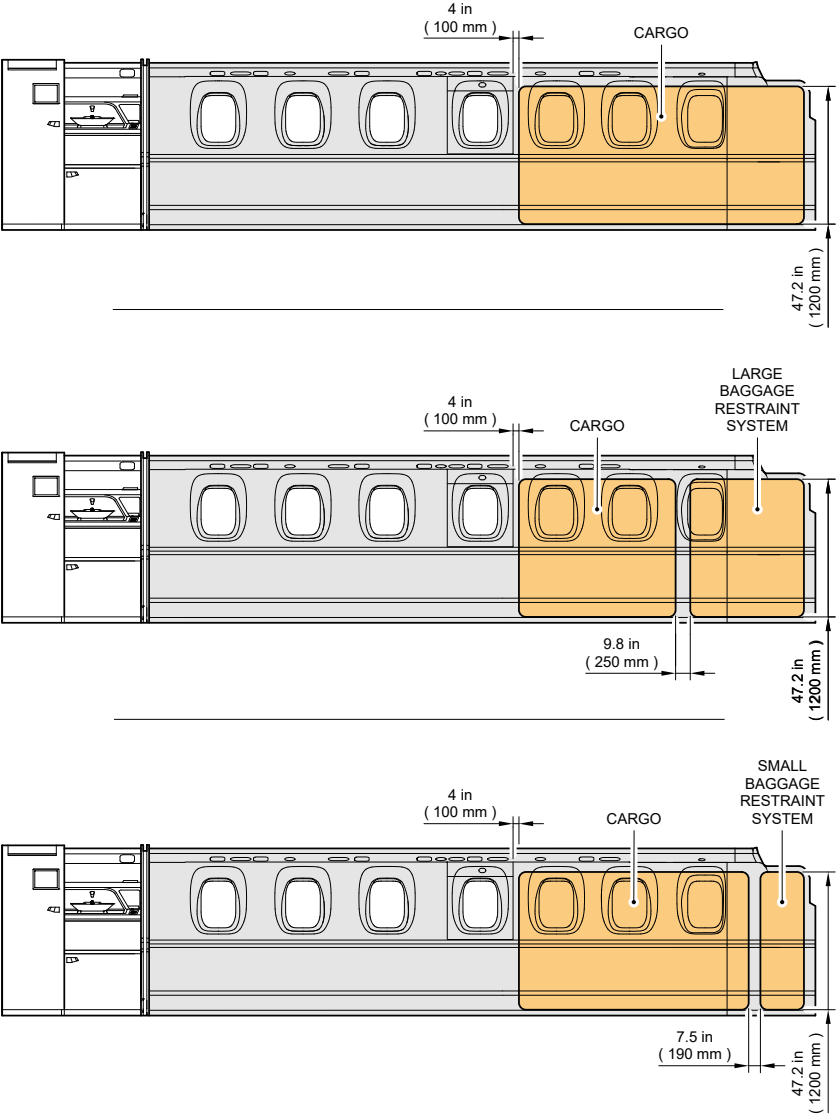 4 in
( 100 mm )
CARGO
47.2 in
( 1200 mm )
LARGE
BAGGAGE
RESTRAINT
SYSTEM
4 in
( 100 mm )
CARGO
9.8 in
( 250 mm )
47.2 in
( 1200 mm )
SMALL
BAGGAGE
RESTRAINT
SYSTEM
4 in
( 100 mm )
CARGO
7.5 in
( 190 mm )
47.2 in
( 1200 mm )